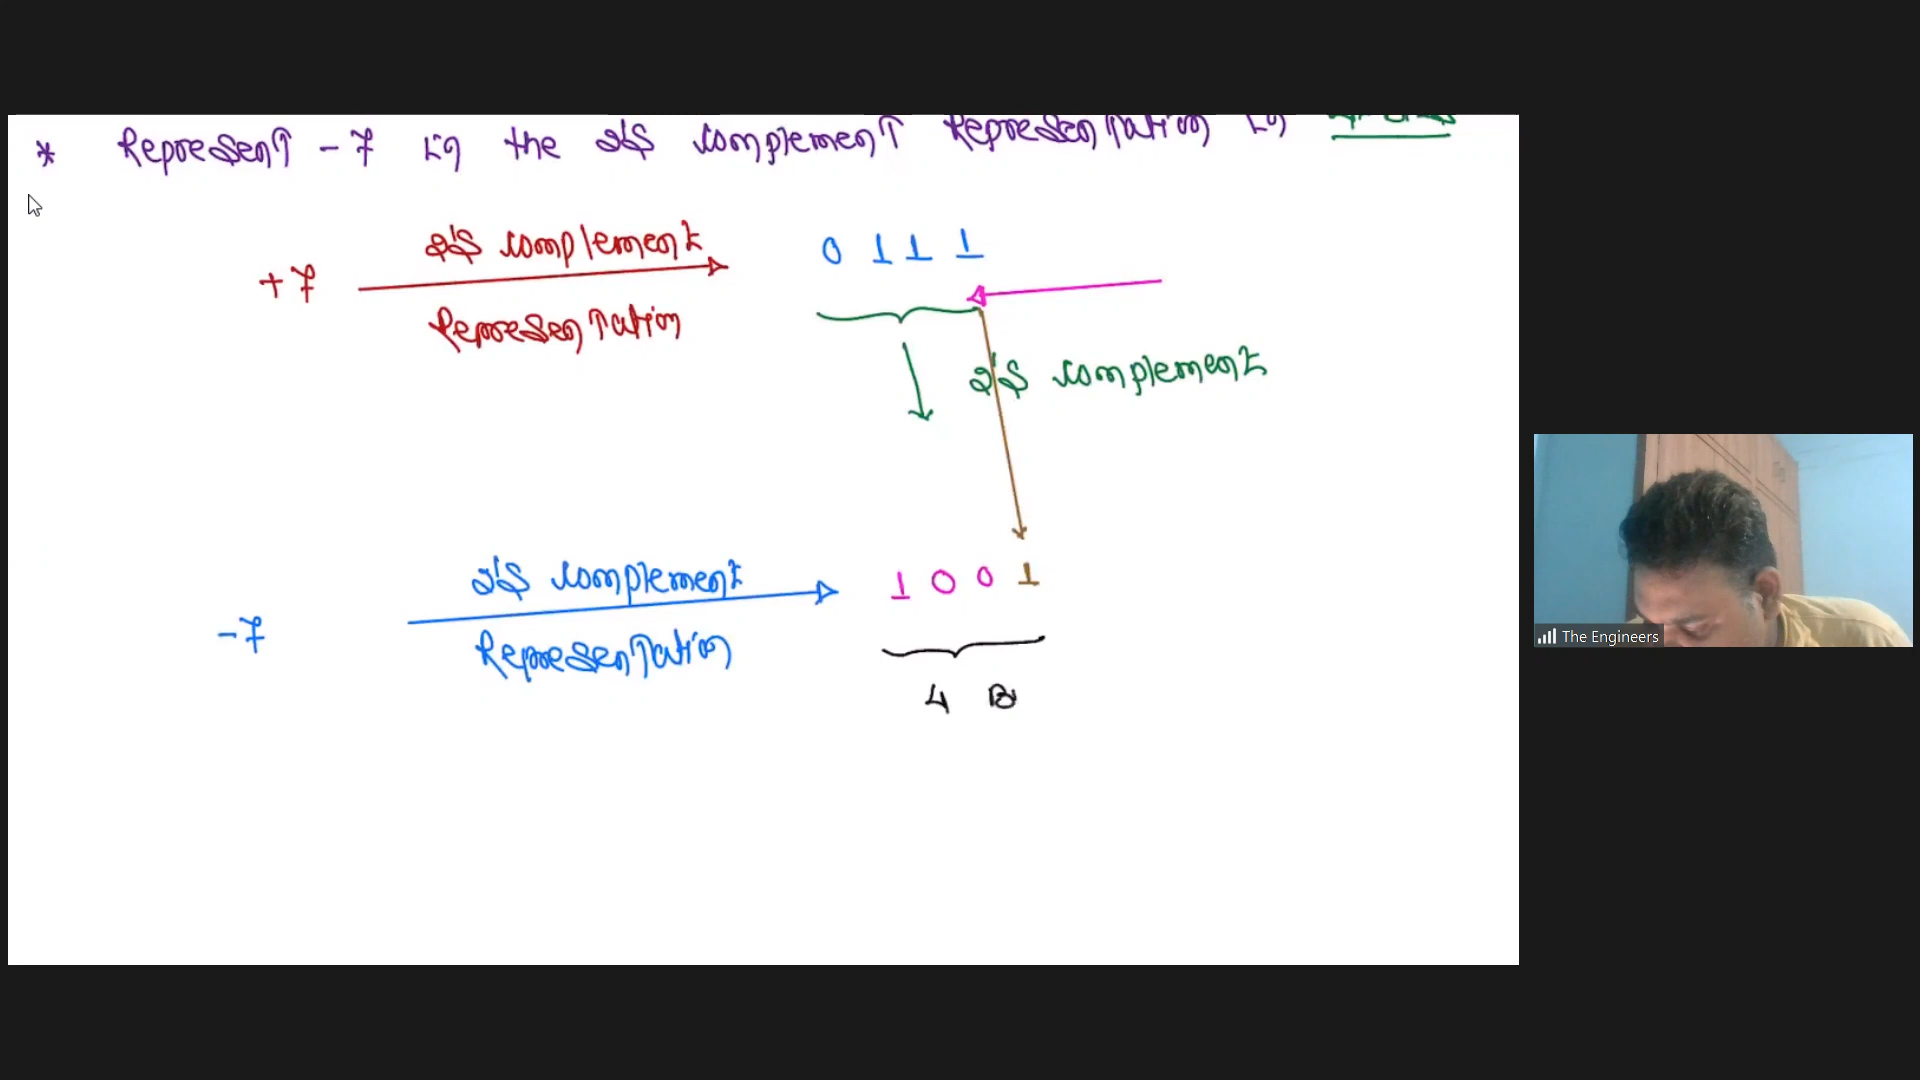 * Represent -7 in the 2's complement Representation in
2's complement
+7
Representation
0 1 1 1
2's complement
2's complement
-7
Representation
1 0 0 1
4 B
The Engineers